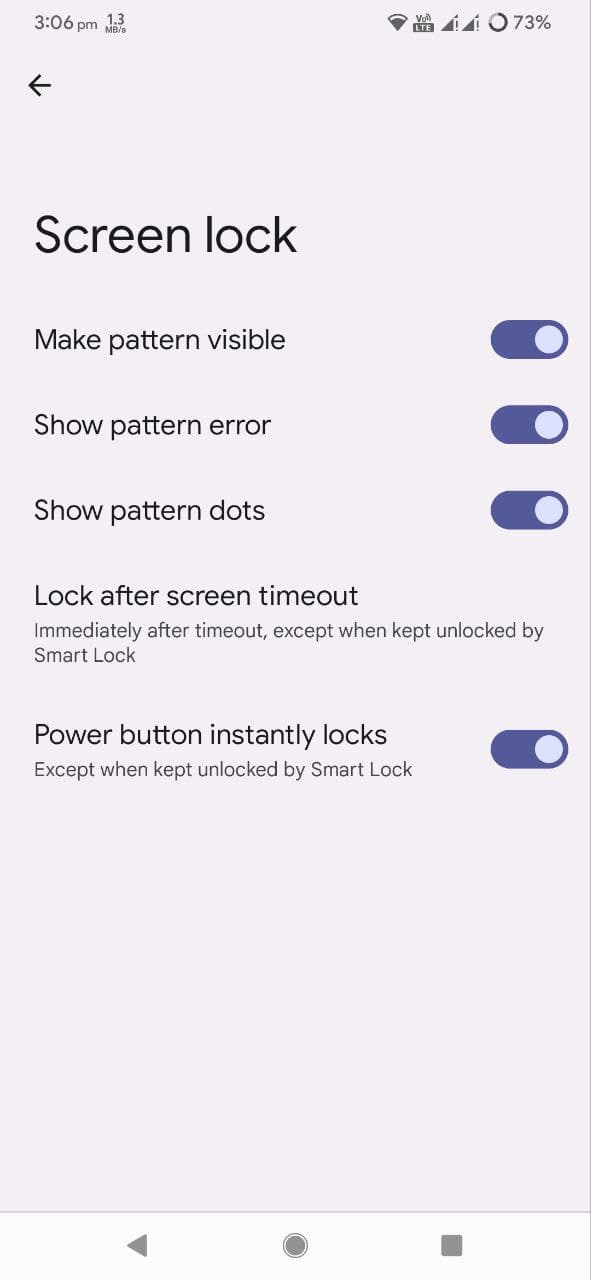 3:06 pm 1.3 MB/s Vo) LTE 73%
Screen lock
Make pattern visible
Show pattern error
Show pattern dots
Lock after screen timeout
Immediately after timeout, except when kept unlocked by
Smart Lock
Power button instantly locks
Except when kept unlocked by Smart Lock